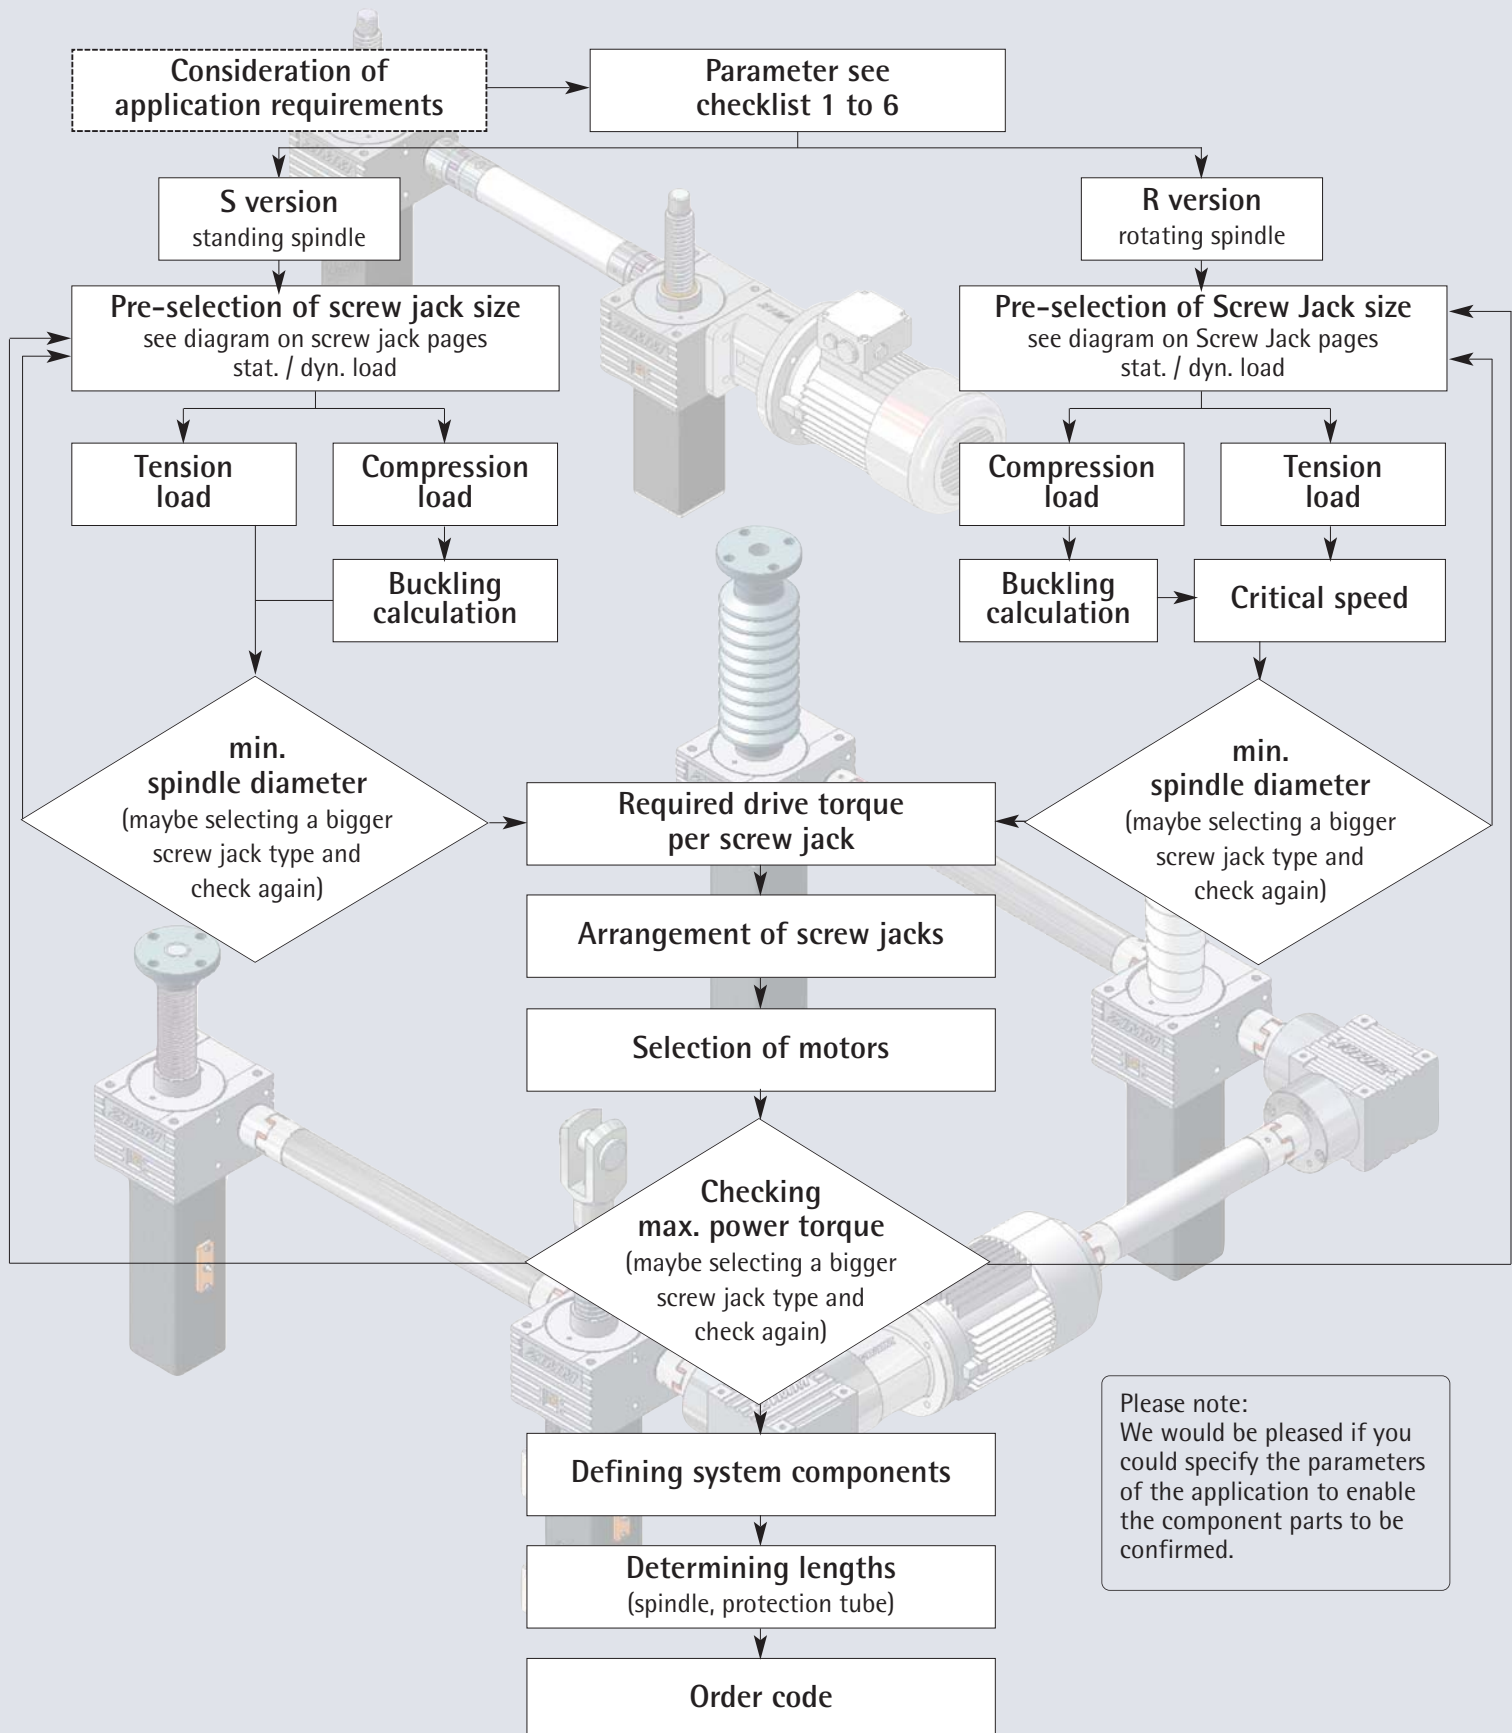 Consideration of
application requirements
Parameter see
checklist 1 to 6
S version
standing spindle
R version
rotating spindle
Pre-selection of screw jack size
see diagram on screw jack pages
stat. / dyn. load
Pre-selection of Screw Jack size
see diagram on Screw Jack pages
stat. / dyn. load
Tension
load
Compression
load
Compression
load
Tension
load
Buckling
calculation
Buckling
calculation
Critical speed
min.
spindle diameter
(maybe selecting a bigger
screw jack type and
check again)
Required drive torque
per screw jack
min.
spindle diameter
(maybe selecting a bigger
screw jack type and
check again)
Arrangement of screw jacks
Selection of motors
Checking
max. power torque
(maybe selecting a bigger
screw jack type and
check again)
Please note:
We would be pleased if you
could specify the parameters
of the application to enable
the component parts to be
confirmed.
Defining system components
Determining lengths
(spindle, protection tube)
Order code